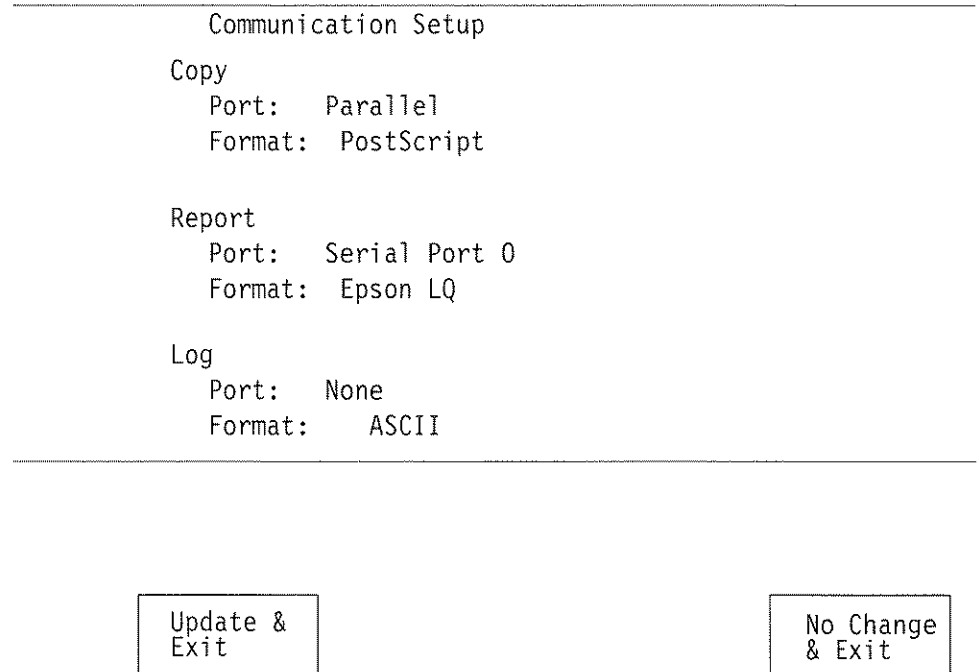 Communication Setup
Copy
Port: Parallel
Format: PostScript
Report
Port: Serial Port 0
Format: Epson LQ
Log
Port: None
Format: ASCII
Update &
Exit
No Change
& Exit